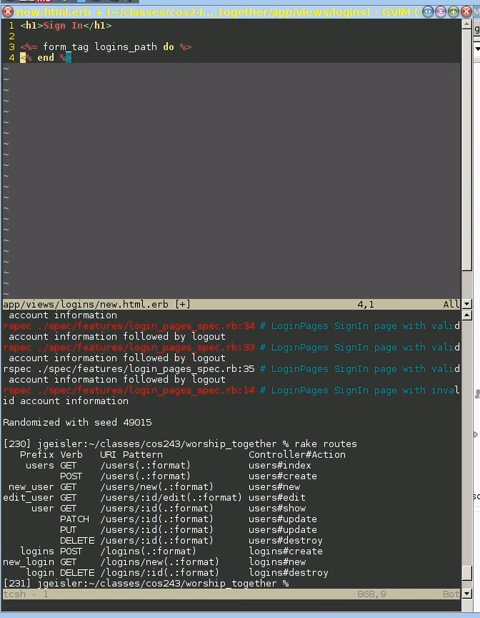 new.html.erb + (~/classes/cos24... together/app/views/logins) - GVIM
1 <h1>Sign In</h1>
2
3 <%= form_tag logins_path do %>
4 <% end %>
app/views/logins/new.html.erb [+] 4,1 All
account information
rspec ./spec/features/login_pages_spec.rb:34 # LoginPages SignIn page with valid
account information followed by logout
rspec ./spec/features/login_pages_spec.rb:33 # LoginPages SignIn page with valid
account information followed by logout
rspec ./spec/features/login_pages_spec.rb:35 # LoginPages SignIn page with valid
account information followed by logout
rspec ./spec/features/login_pages_spec.rb:14 # LoginPages SignIn page with inval
id account information
Randomized with seed 49015
[230] jgeisler:~/classes/cos243/worship_together % rake routes
Prefix Verb URI Pattern Controller#Action
users GET /users(.:format) users#index
POST /users(.:format) users#create
new_user GET /users/new(.:format) users#new
edit_user GET /users/:id/edit(.:format) users#edit
user GET /users/:id(.:format) users#show
PATCH /users/:id(.:format) users#update
PUT /users/:id(.:format) users#update
DELETE /users/:id(.:format) users#destroy
logins POST /logins(.:format) logins#create
new_login GET /logins/new(.:format) logins#new
login DELETE /logins/:id(.:format) logins#destroy
[231] jgeisler:~/classes/cos243/worship_together %
tcsh - 1 868,9 Bot